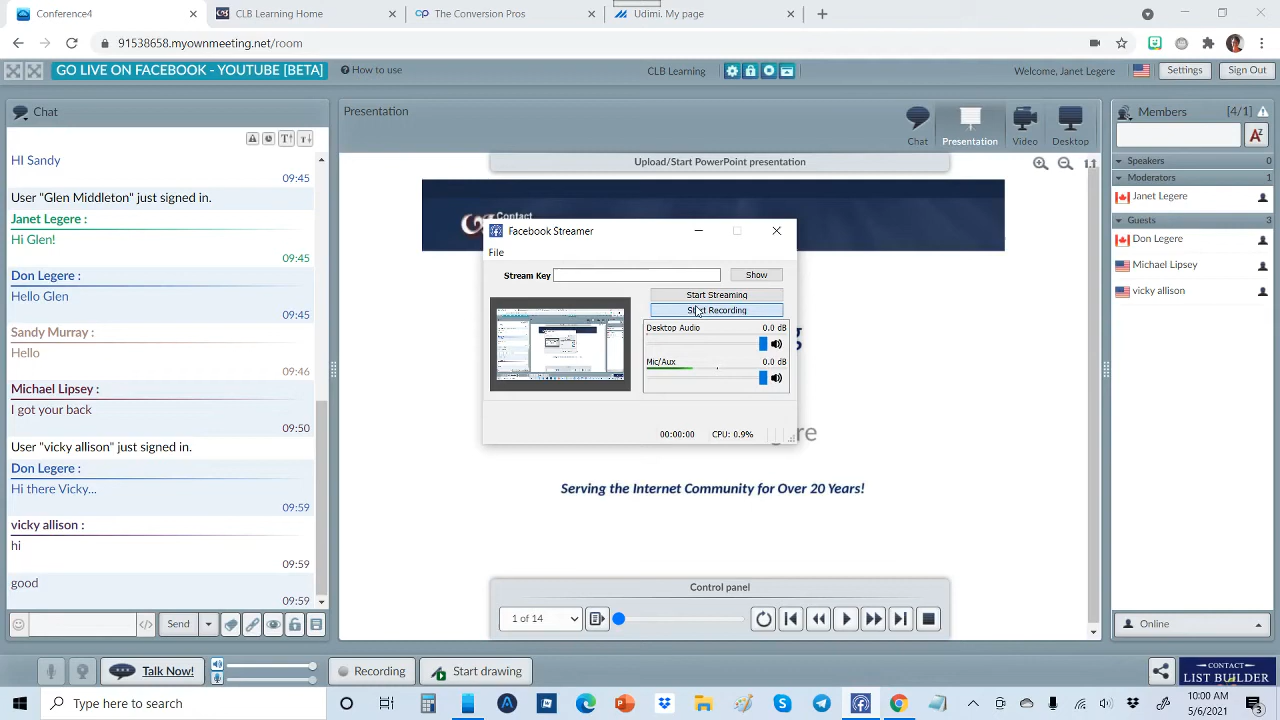 Conference4
CLB Learning Home
The Conversion Pros
Udimi. My page
91538658.myownmeeting.net/room
GO LIVE ON FACEBOOK - YOUTUBE [BETA]
How to use
CLB Learning
Welcome, Janet Legere
Settings
Sign Out
Chat
HI Sandy
09:45
User "Glen Middleton" just signed in.
Janet Legere :
Hi Glen!
09:45
Don Legere :
Hello Glen
09:45
Sandy Murray :
Hello
09:46
Michael Lipsey :
I got your back
09:50
User "vicky allison" just signed in.
Don Legere :
Hi there Vicky...
09:59
vicky allison :
hi
09:59
good
09:59
Send
Presentation
Chat
Presentation
Video
Desktop
Upload/Start PowerPoint presentation
Contact
Facebook Streamer
File
Stream Key
Show
Start Streaming
Start Recording
Desktop Audio
0.0 dB
Mic/Aux
0.0 dB
00:00:00
CPU: 0.9%
Serving the Internet Community for Over 20 Years!
Control panel
1 of 14
Members
[4/1]
Speakers
0
Moderators
1
Janet Legere
Guests
3
Don Legere
Michael Lipsey
vicky allison
Online
Talk Now!
Recording
Start drawing
CONTACT
LIST BUILDER
Type here to search
10:00 AM
5/6/2021